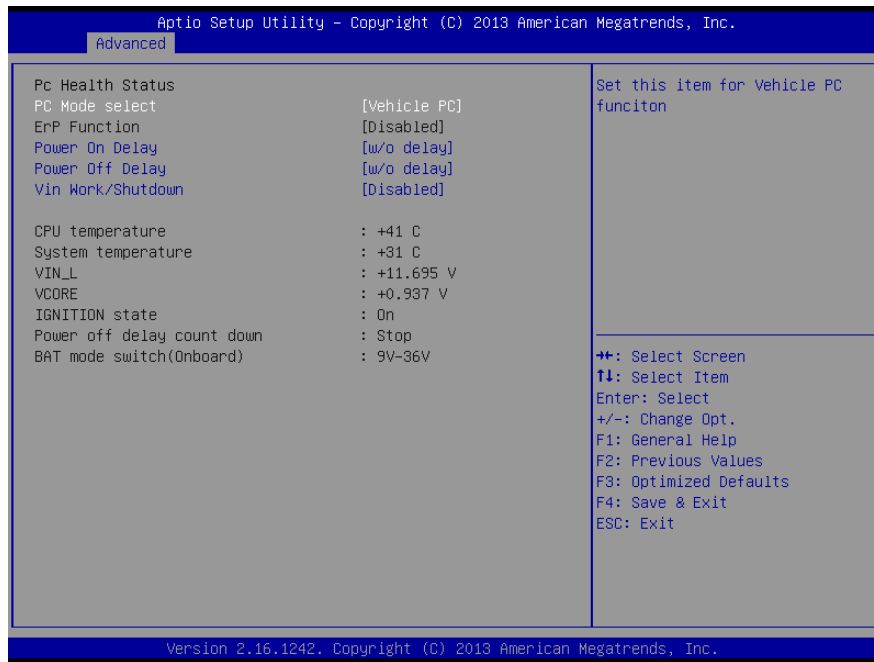 Aptio Setup Utility – Copyright (C) 2013 American Megatrends, Inc.
Advanced
Pc Health Status
PC Mode select [Vehicle PC]
ErP Function [Disabled]
Power On Delay [w/o delay]
Power Off Delay [w/o delay]
Vin Work/Shutdown [Disabled]
CPU temperature : +41 C
System temperature : +31 C
VIN_L : +11.695 V
VCORE : +0.937 V
IGNITION state : On
Power off delay count down : Stop
BAT mode switch(Onboard) : 9V-36V
Set this item for Vehicle PC
funciton
→←: Select Screen
↑↓: Select Item
Enter: Select
+/-: Change Opt.
F1: General Help
F2: Previous Values
F3: Optimized Defaults
F4: Save & Exit
ESC: Exit
Version 2.16.1242. Copyright (C) 2013 American Megatrends, Inc.